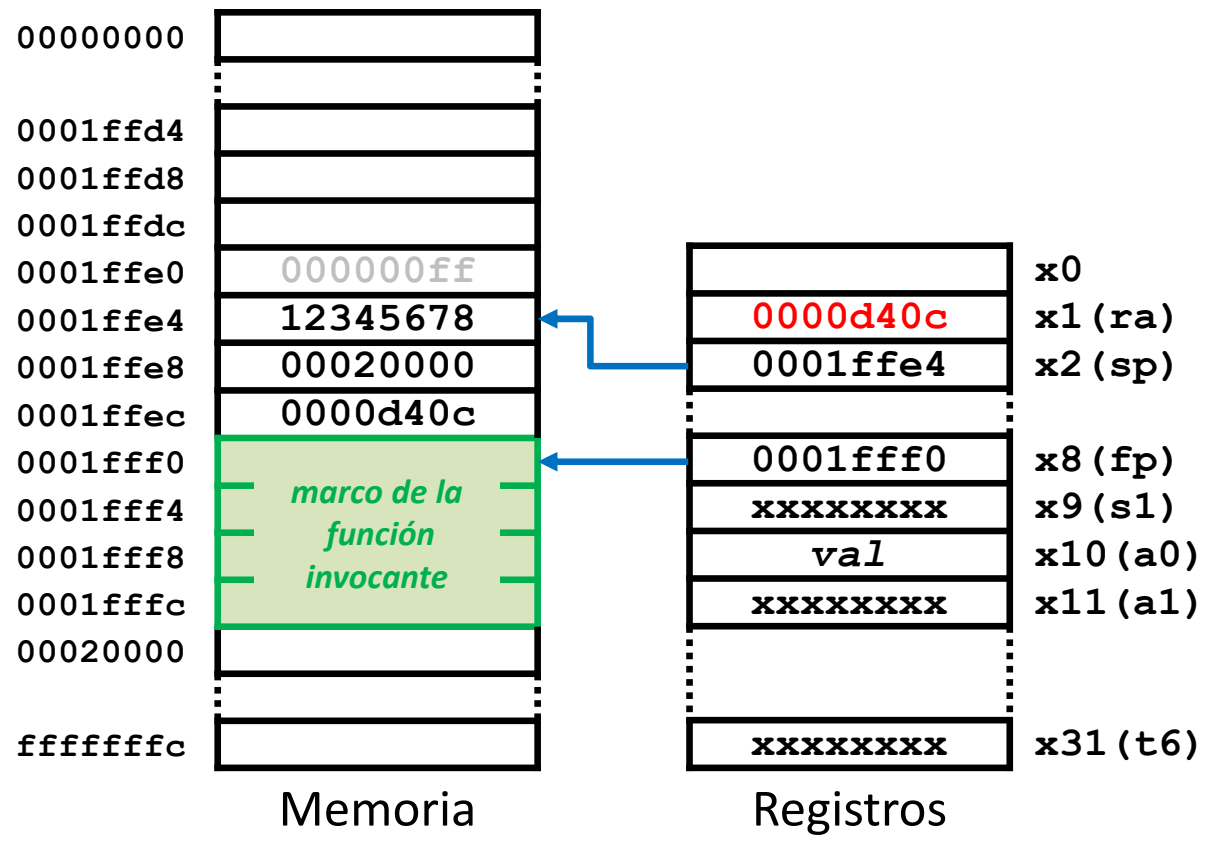 00000000
0001ffd4
0001ffd8
0001ffdc
0001ffe0 000000ff x0
0001ffe4 12345678 0000d40c x1(ra)
0001ffe8 00020000 0001ffe4 x2(sp)
0001ffec 0000d40c
0001fff0 0001fff0 x8(fp)
marco de la
0001fff4 xxxxxxxx x9(s1)
función
0001fff8 val x10(a0)
invocante
0001fffc xxxxxxxx x11(a1)
00020000
fffffffc xxxxxxxx x31(t6)
Memoria Registros